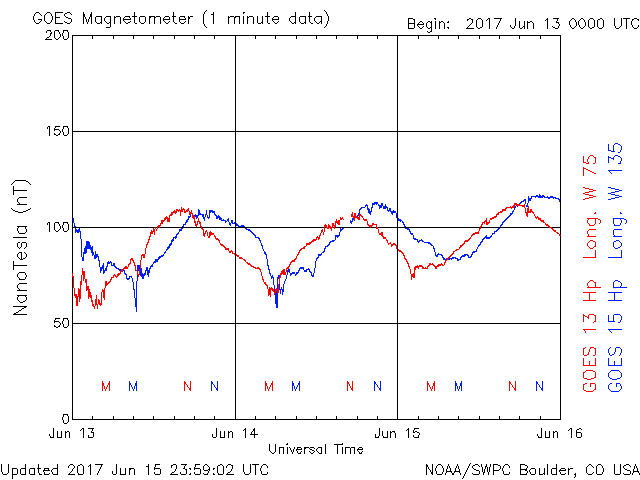 GOES Magnetometer (1 minute data)
Begin: 2017 Jun 13 0000 UTC
200
150
100
50
0
NanoTesla (nT)
M M N N M M N N M M N N
Jun 13 Jun 14 Jun 15 Jun 16
Universal Time
GOES 13 Hp Long. W 75
GOES 15 Hp Long. W 135
Updated 2017 Jun 15 23:59:02 UTC
NOAA/SWPC Boulder, CO USA